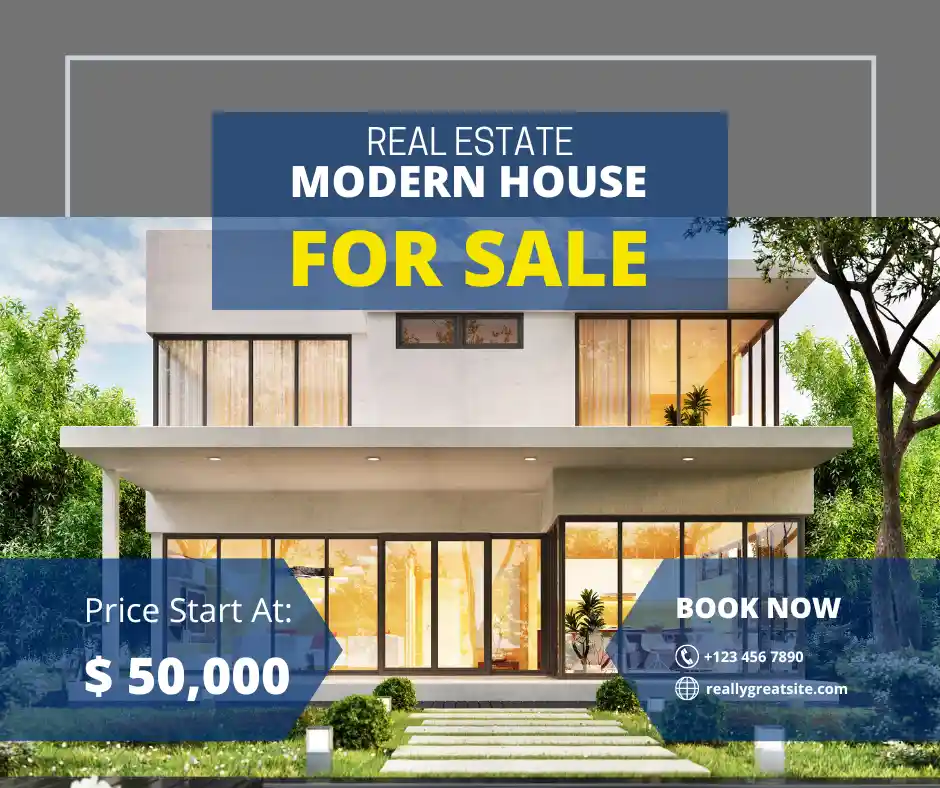 REAL ESTATE
MODERN HOUSE
FOR SALE
Price Start At:
$ 50,000
BOOK NOW
+123 456 7890
reallygreatsite.com